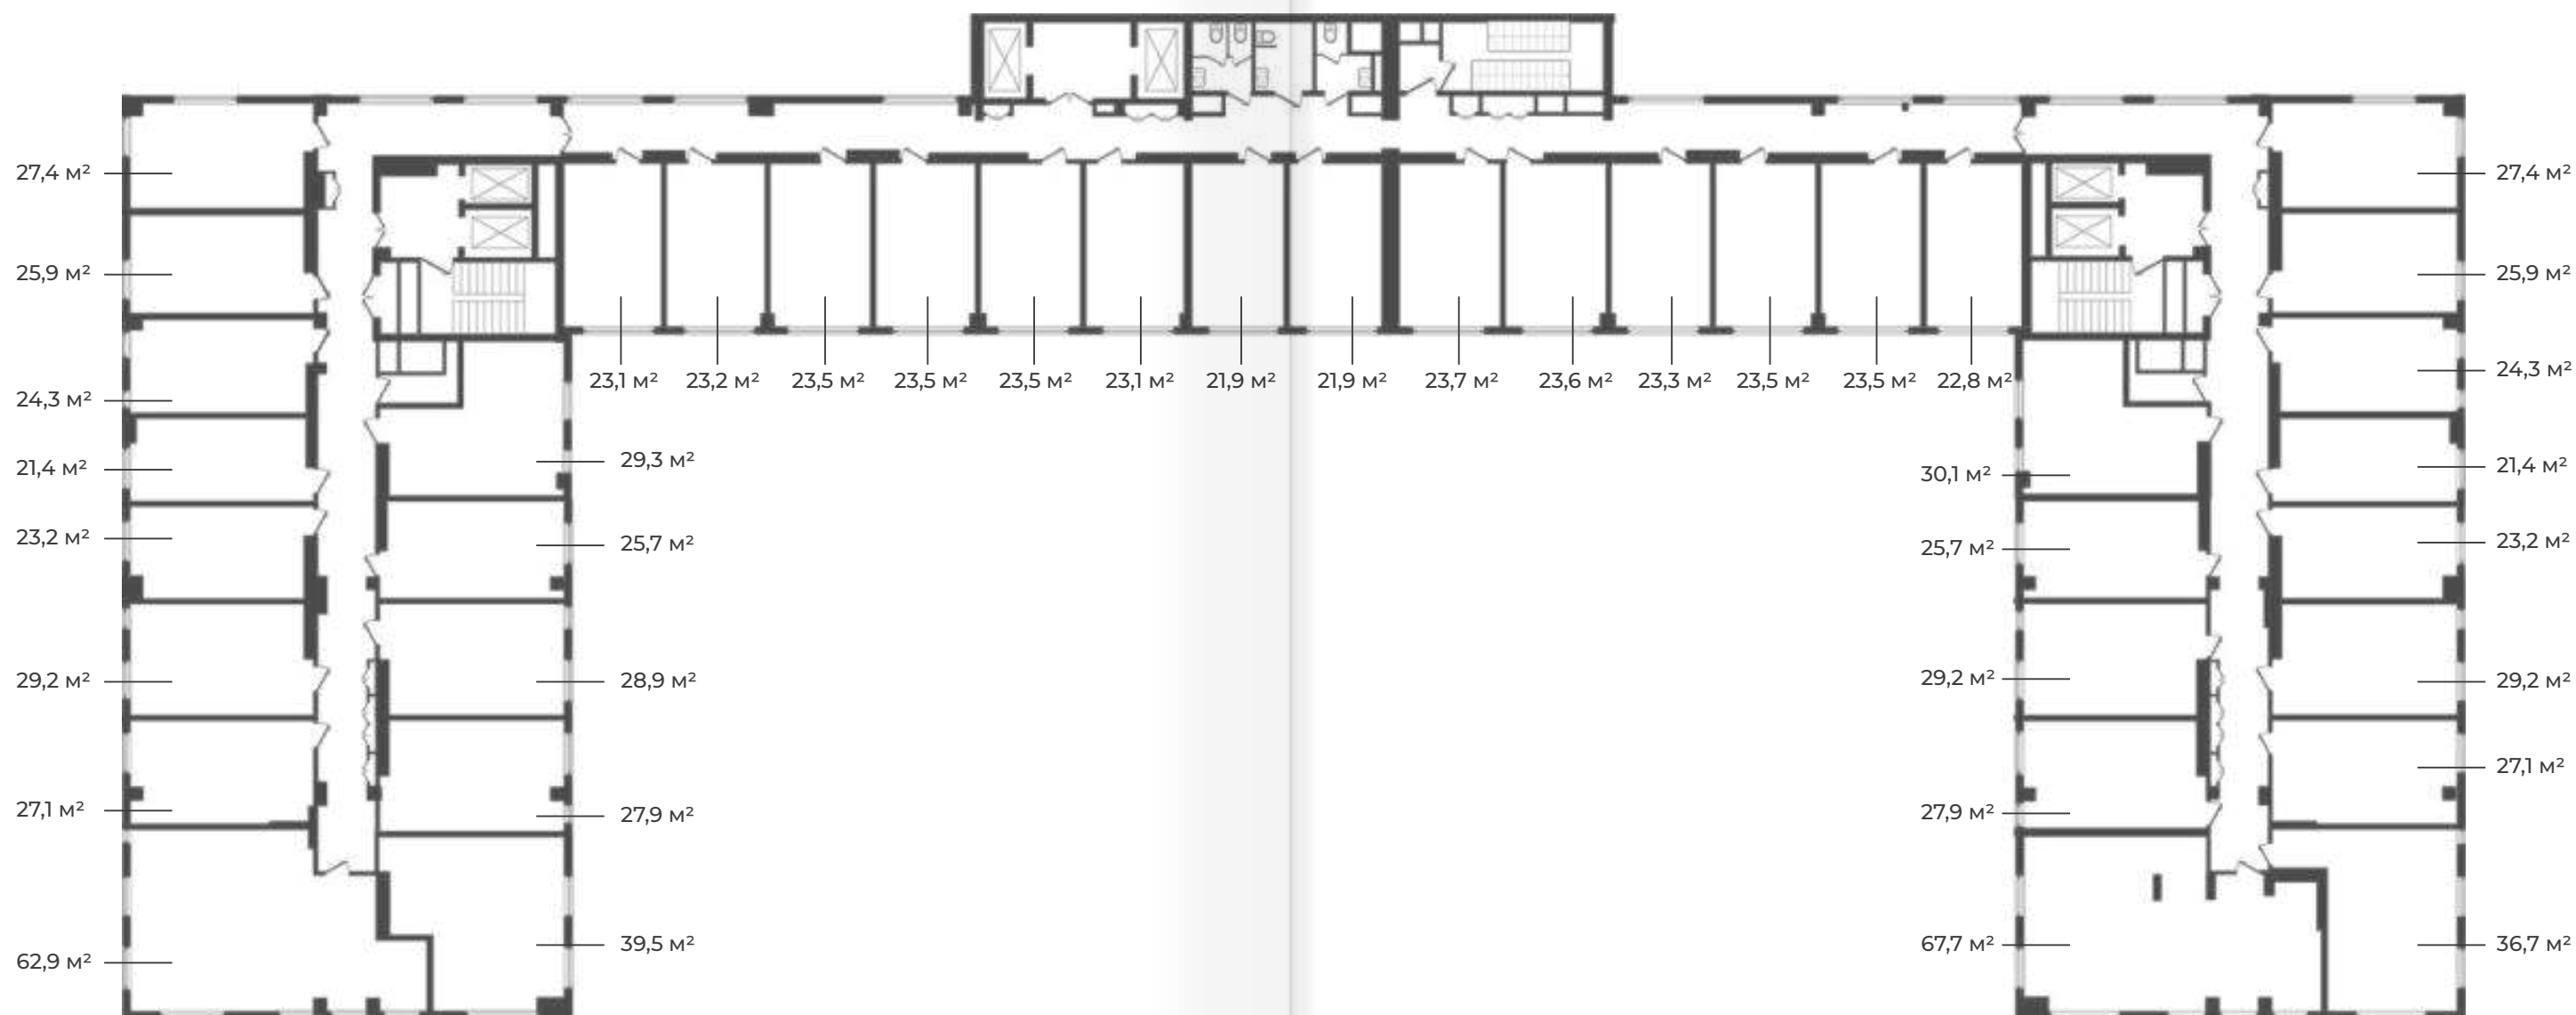 27,4 м²
25,9 м²
24,3 м²
21,4 м²
23,2 м²
29,2 м²
27,1 м²
62,9 м²
29,3 м²
25,7 м²
28,9 м²
27,9 м²
39,5 м²
23,1 м²
23,2 м²
23,5 м²
23,5 м²
23,5 м²
23,1 м²
21,9 м²
21,9 м²
23,7 м²
23,6 м²
23,3 м²
23,5 м²
23,5 м²
22,8 м²
30,1 м²
25,7 м²
29,2 м²
27,9 м²
67,7 м²
27,4 м²
25,9 м²
24,3 м²
21,4 м²
23,2 м²
29,2 м²
27,1 м²
36,7 м²